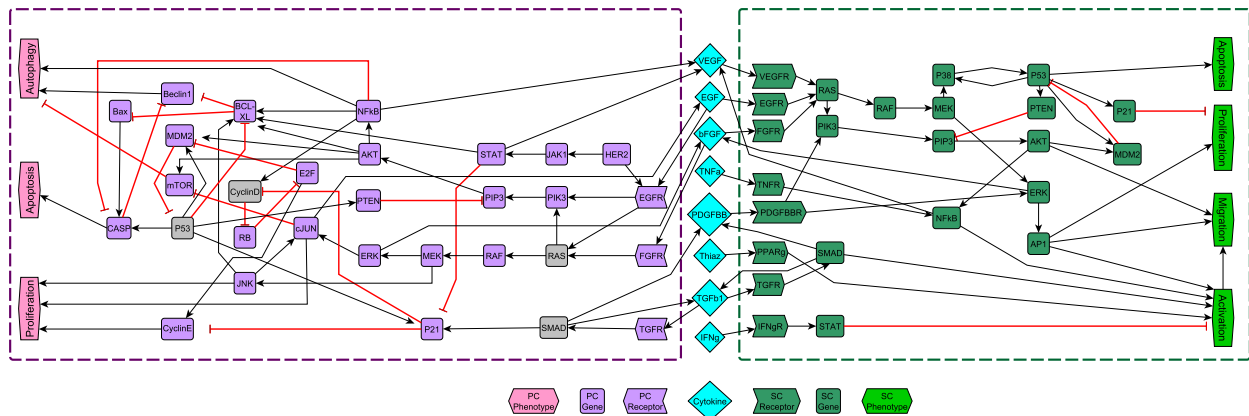 Autophagy
Apoptosis
Proliferation
Beclin1
Bax
BCL
XL
MDM2
mTOR
CASP
P53
NFkB
AKT
E2F
CyclinD
RB
cJUN
JNK
CyclinE
PTEN
STAT
JAK1
HER2
PIP3
PIK3
EGFR
ERK
MEK
RAF
RAS
FGFR
P21
SMAD
TGFR
VEGF
EGF
bFGF
TNFa
PDGFBB
Thiaz
TGFb1
IFNg
VEGFR
EGFR
FGFR
TNFR
PDGFBBR
PPARg
TGFR
IFNgR
RAS
PIK3
RAF
P38
MEK
PIP3
P53
PTEN
AKT
P21
MDM2
ERK
NFkB
AP1
SMAD
STAT
Apoptosis
Proliferation
Migration
Activation
PC
Phenotype
PC
Gene
PC
Receptor
Cytokine
SC
Receptor
SC
Gene
SC
Phenotype